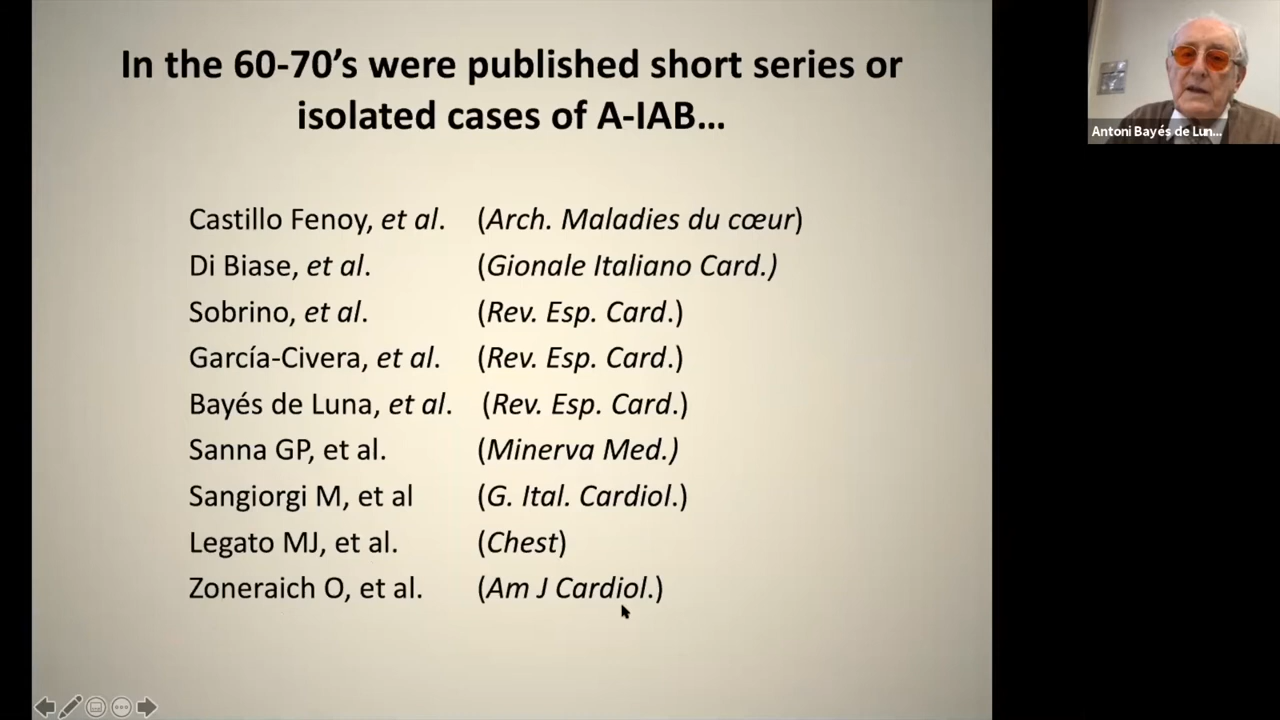 In the 60-70’s were published short series or
isolated cases of A-IAB...
Castillo Fenoy, et al. (Arch. Maladies du cœur)
Di Biase, et al. (Gionale Italiano Card.)
Sobrino, et al. (Rev. Esp. Card.)
García-Civera, et al. (Rev. Esp. Card.)
Bayés de Luna, et al. (Rev. Esp. Card.)
Sanna GP, et al. (Minerva Med.)
Sangiorgi M, et al (G. Ital. Cardiol.)
Legato MJ, et al. (Chest)
Zoneraich O, et al. (Am J Cardiol.)
Antoni Bayés de Lun...